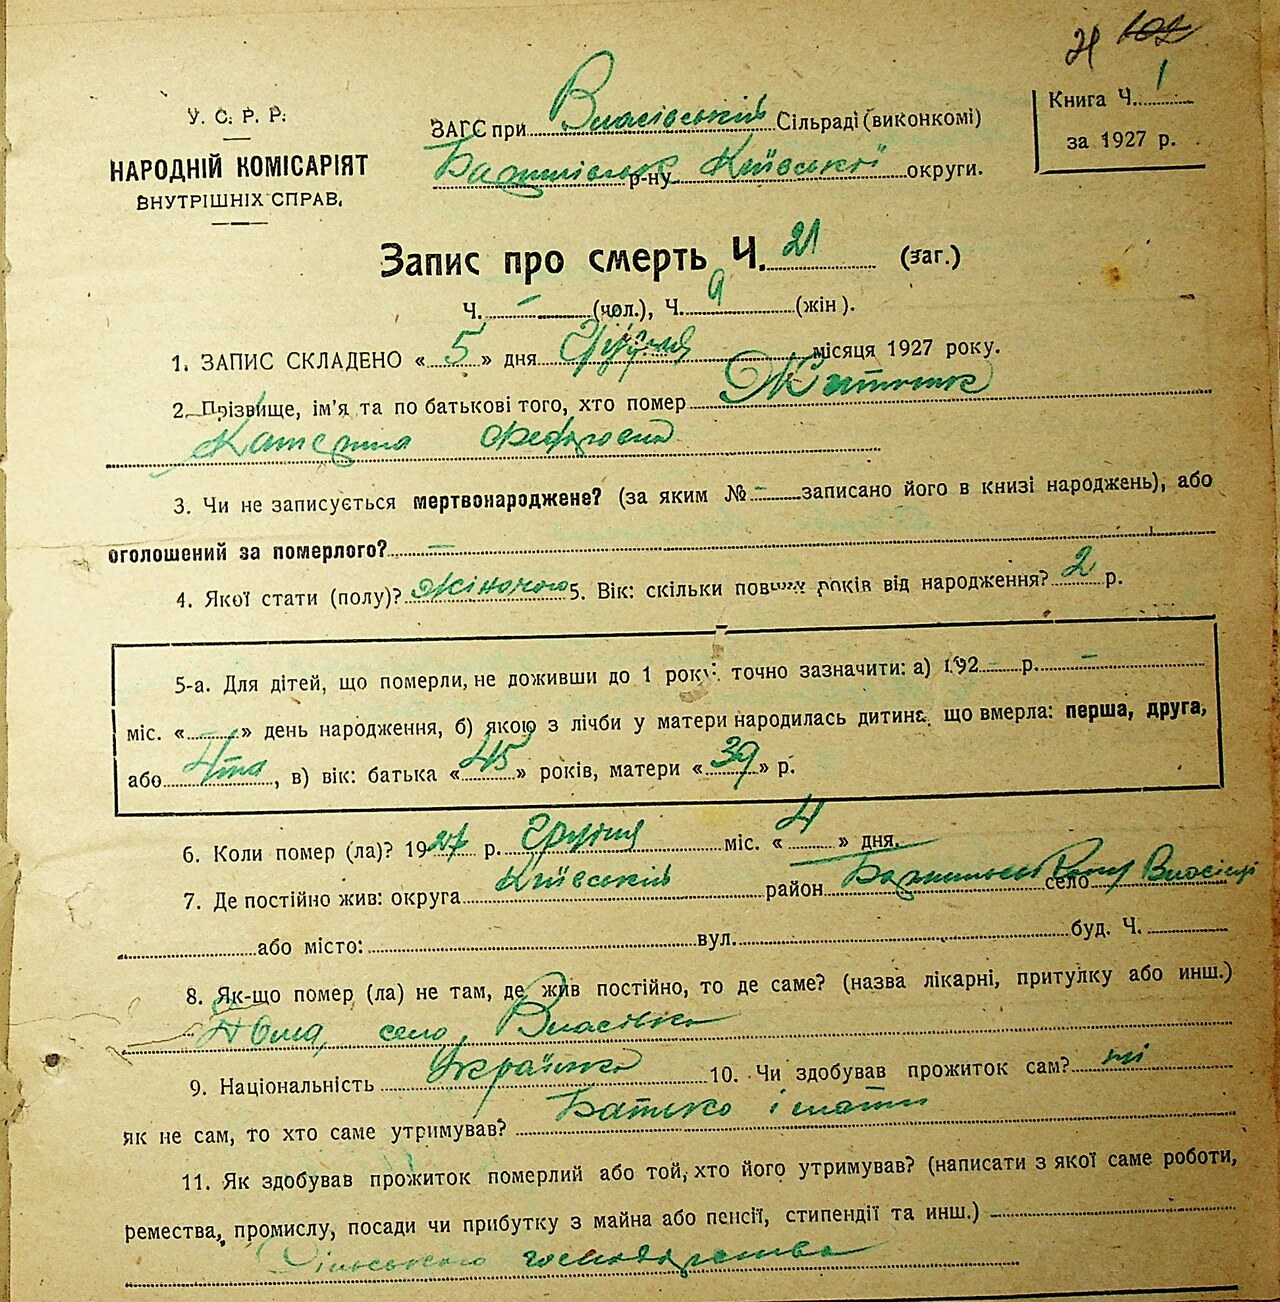 Н 102
У. С. Р. Р.
НАРОДНІЙ КОМІСАРІЯТ
ВНУТРІШНІХ СПРАВ.
ЗАГС при Власівській Сільраді (виконкомі)
р-ну Київської округи.
Книга Ч. 1
за 1927 р.
Запис про смерть Ч. 21 (заг.)
Ч. – (чол.), Ч. 9 (жін).
1. ЗАПИС СКЛАДЕНО « 5 » дня Грудня місяця 1927 року.
2. Прізвище, ім'я та по батькові того, хто помер
Катерина Федоровна
3. Чи не записується мертвонароджене? (за яким № – записано його в книзі народжень), або
оголошений за померлого? –
4. Якої стати (полу)? Жіночого 5. Вік: скільки повних років від народження? 2 р.
5-а. Для дітей, що померли, не доживши до 1 року: точно зазначити: а) 192 – р. –
міс. « » день народження, б) якою з лічби у матери народилась дитина, що вмерла: перша, друга,
або 4та, в) вік: батька « 45 » років, матери « 39 » р.
6. Коли помер (ла)? 1927 р. Грудня міс. « 4 » дня.
7. Де постійно жив: округа Київській район село Власівці
або місто: вул. буд. Ч.
8. Як-що помер (ла) не там, де жив постійно, то де саме? (назва лікарні, притулку або инш.)
Дома, село Власівка
9. Національність Українка 10. Чи здобував прожиток сам? ні
як не сам, то хто саме утримував? Батько і мати
11. Як здобував прожиток померлий або той, хто його утримував? (написати з якої саме роботи,
ремества, промислу, посади чи прибутку з майна або пенсії, стипендії та инш.)
Сільського господарства